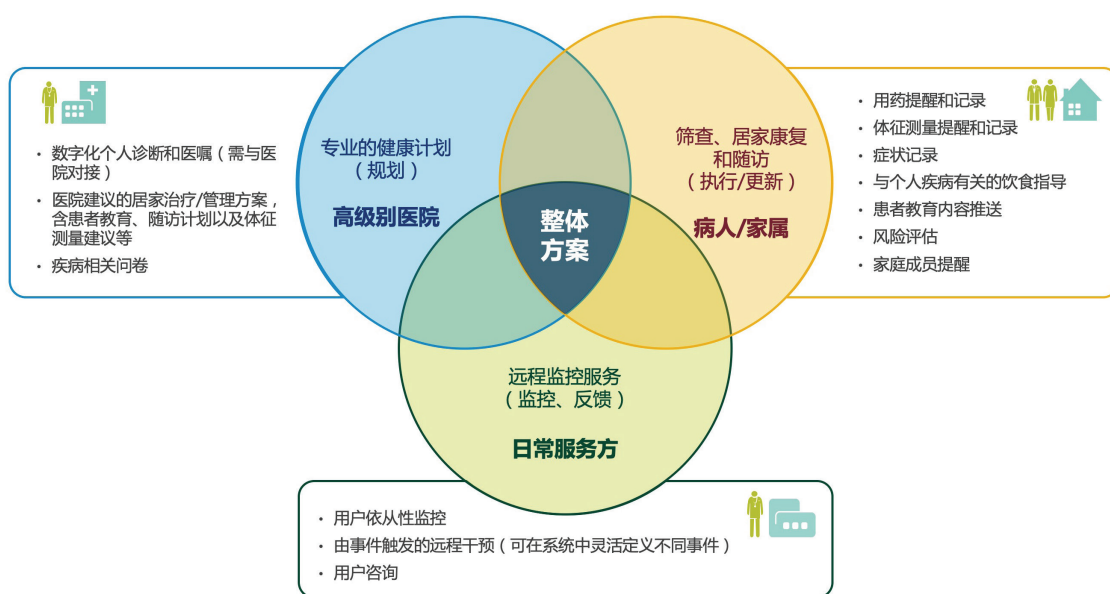 专业的健康计划
（规划）
高级别医院
筛查、居家康复
和随访
（执行/更新）
病人/家属
整体
方案
远程监控服务
（监控、反馈）
日常服务方
• 数字化个人诊断和医嘱（需与医
院对接）
• 医院建议的居家治疗/管理方案，
含患者教育、随访计划以及体征
测量建议等
• 疾病相关问卷
• 用药提醒和记录
• 体征测量提醒和记录
• 症状记录
• 与个人疾病有关的饮食指导
• 患者教育内容推送
• 风险评估
• 家庭成员提醒
• 用户依从性监控
• 由事件触发的远程干预（可在系统中灵活定义不同事件）
• 用户咨询